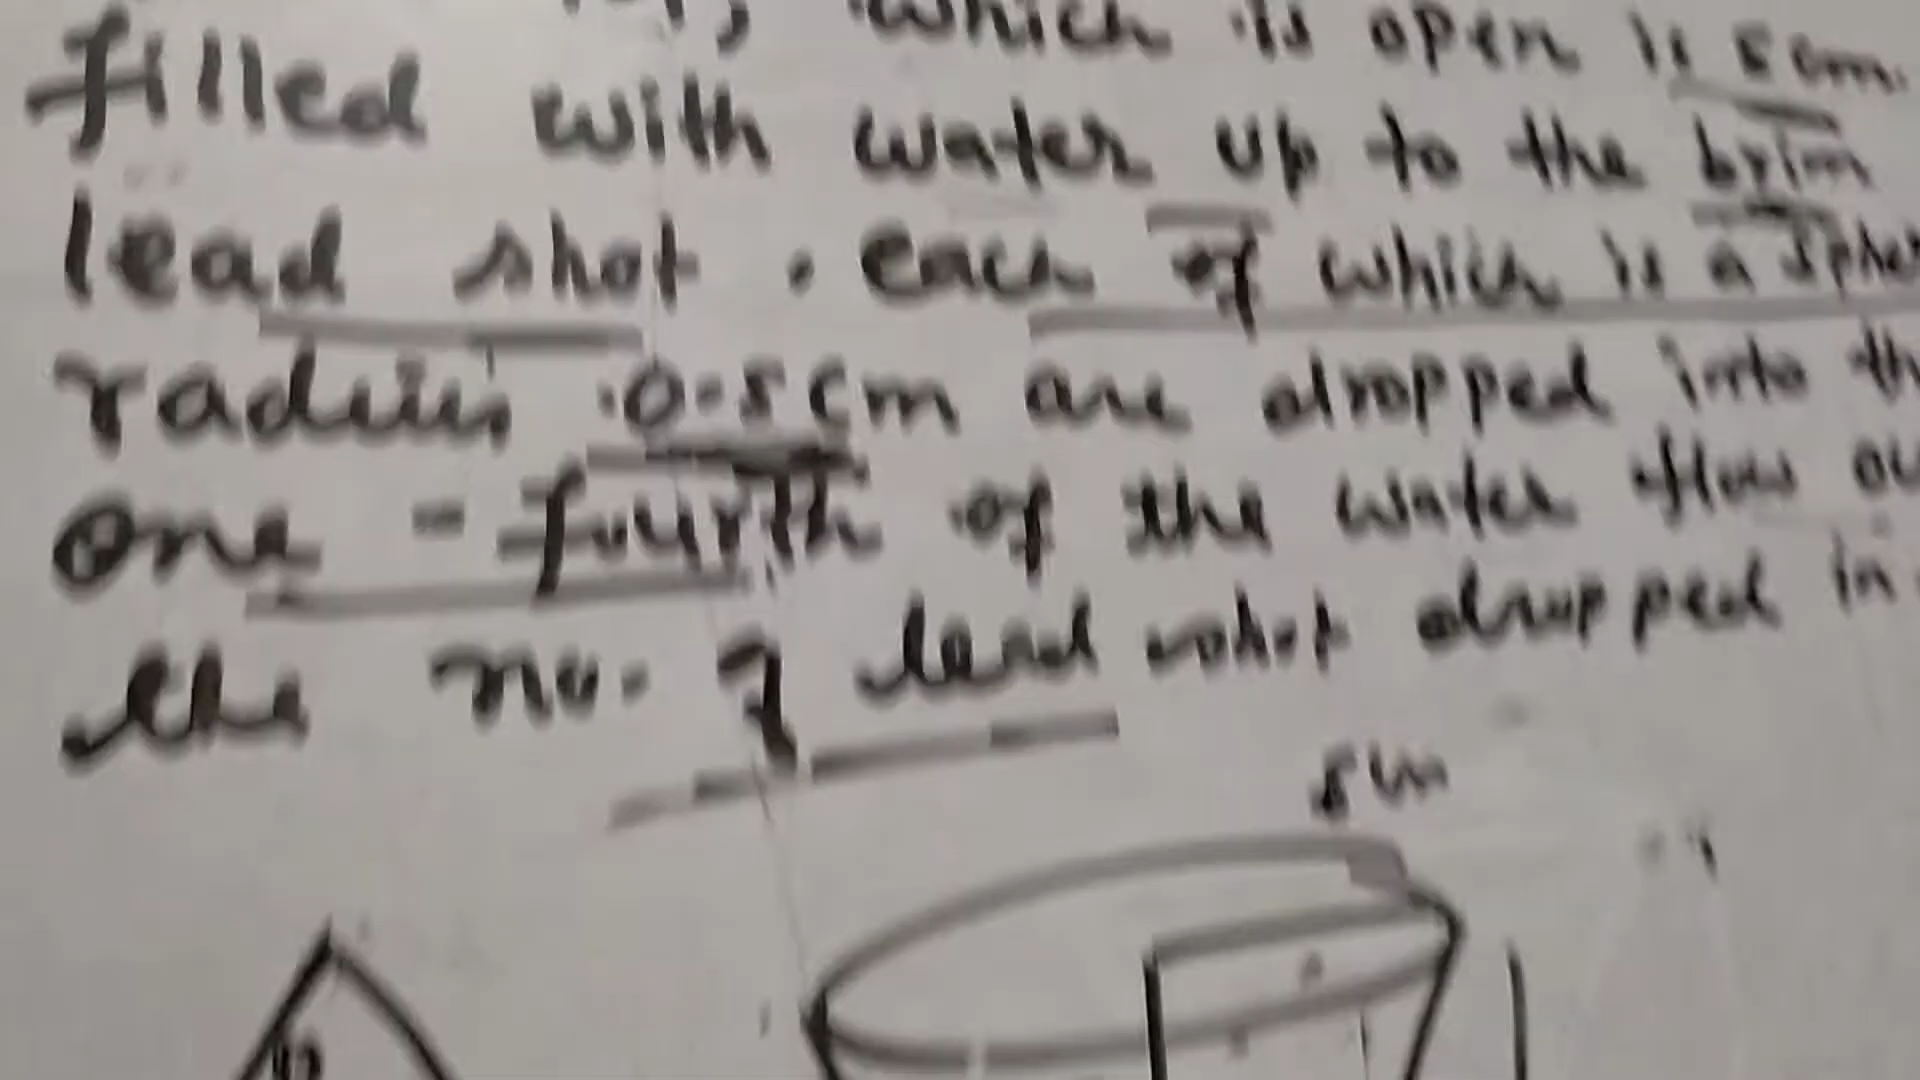 which is open is 5cm.
filled with water up to the brim
lead shot. each of which is a spher
radius 0.5cm are dropped into th
one - fourth of the water flow ou
the no. of lead shot dropped in
5cm